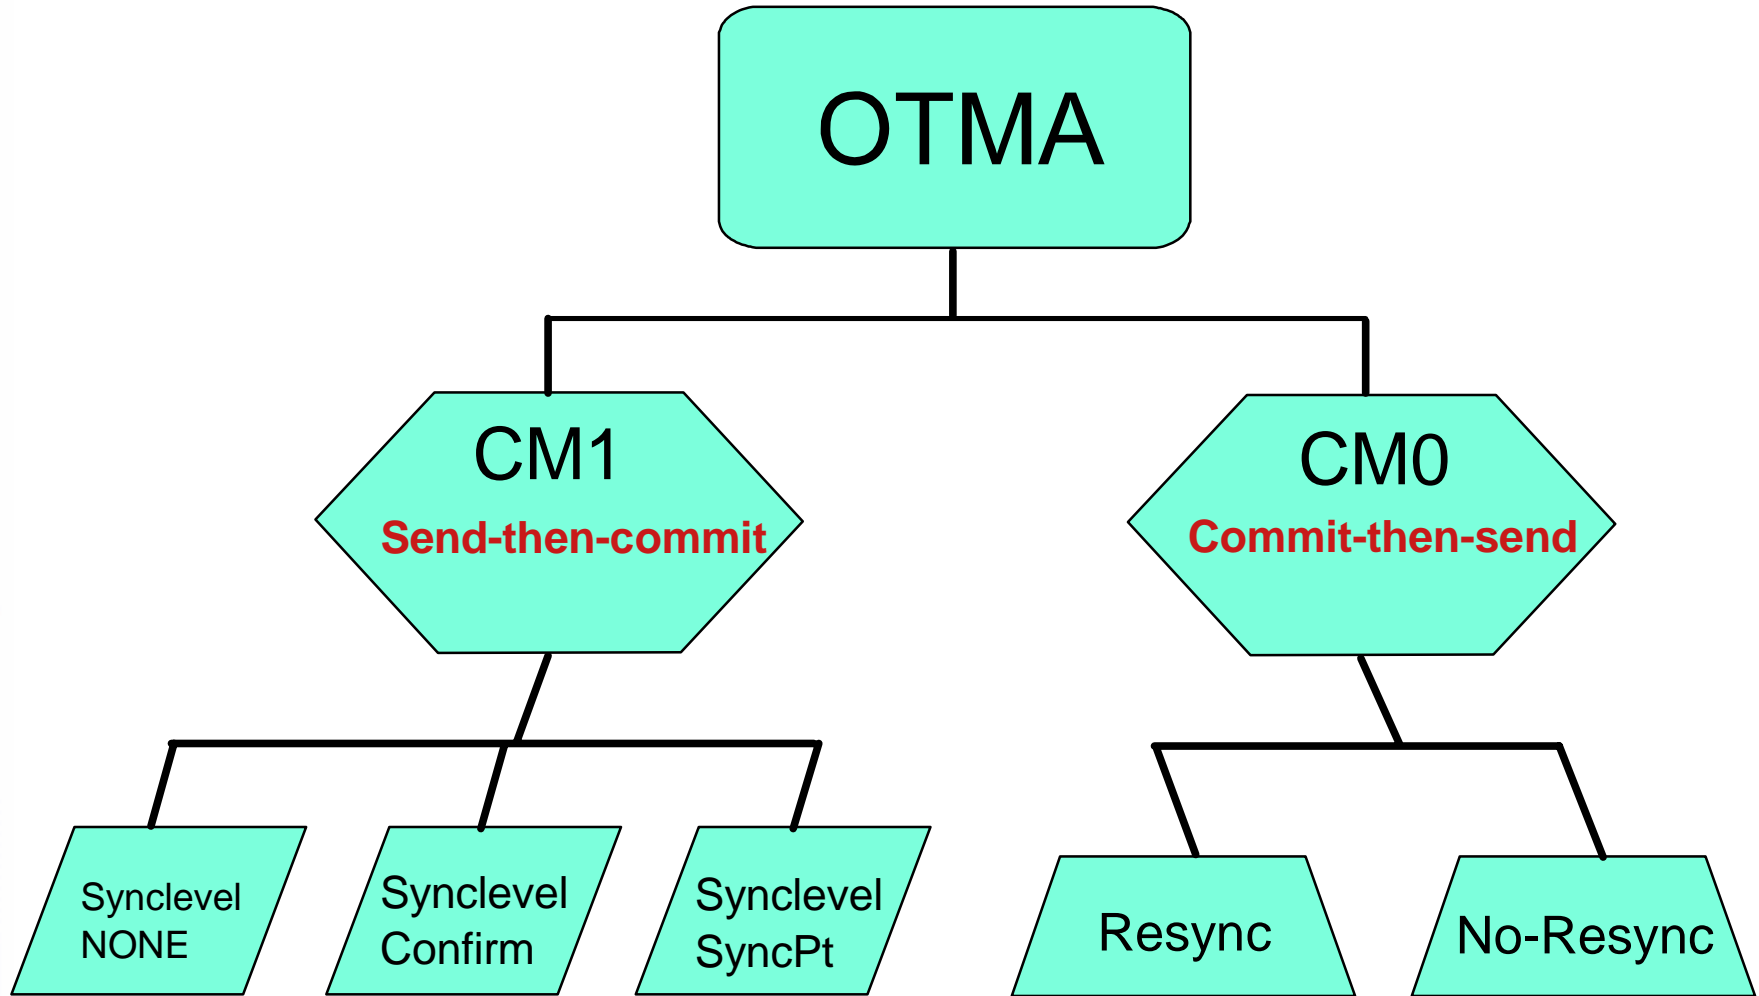 OTMA
CM1
Send-then-commit
CM0
Commit-then-send
Synclevel
NONE
Synclevel
Confirm
Synclevel
SyncPt
Resync
No-Resync